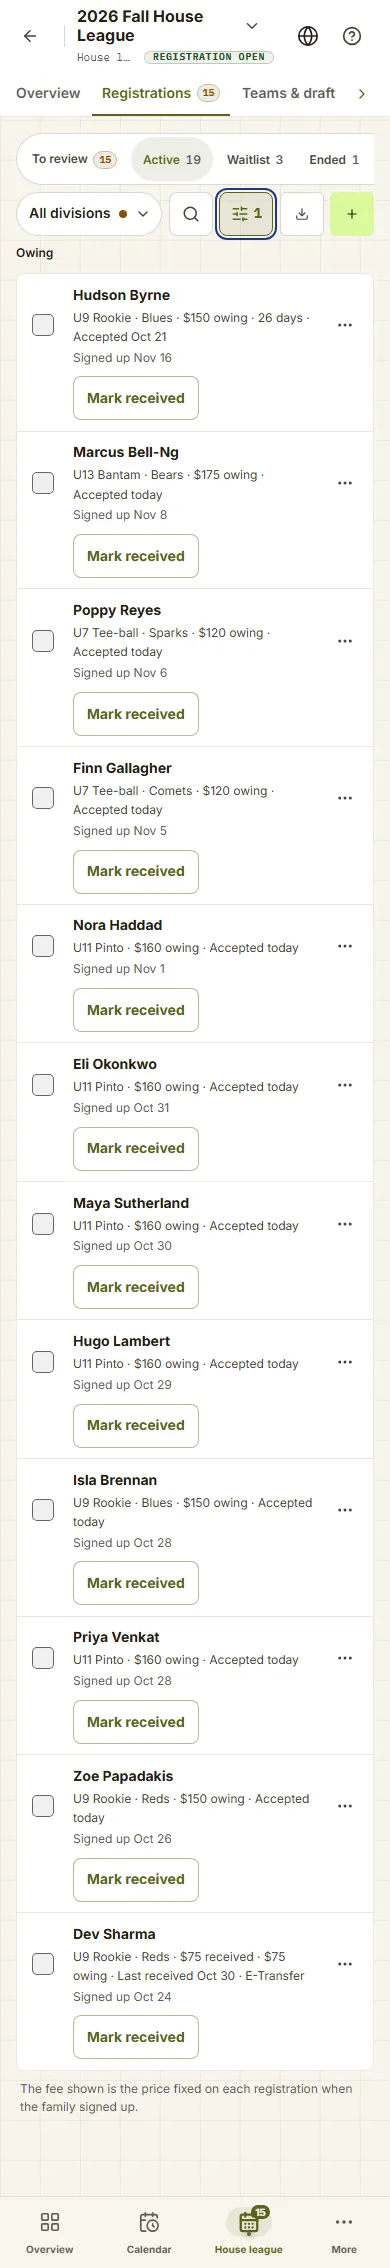 2026 Fall House
League
House l… REGISTRATION OPEN
Overview Registrations 15 Teams & draft
To review 15 Active 19 Waitlist 3 Ended 1
All divisions 1 +
Owing
Hudson Byrne
U9 Rookie · Blues · $150 owing · 26 days ·
Accepted Oct 21
Signed up Nov 16
Mark received
Marcus Bell-Ng
U13 Bantam · Bears · $175 owing ·
Accepted today
Signed up Nov 8
Mark received
Poppy Reyes
U7 Tee-ball · Sparks · $120 owing ·
Accepted today
Signed up Nov 6
Mark received
Finn Gallagher
U7 Tee-ball · Comets · $120 owing ·
Accepted today
Signed up Nov 5
Mark received
Nora Haddad
U11 Pinto · $160 owing · Accepted today
Signed up Nov 1
Mark received
Eli Okonkwo
U11 Pinto · $160 owing · Accepted today
Signed up Oct 31
Mark received
Maya Sutherland
U11 Pinto · $160 owing · Accepted today
Signed up Oct 30
Mark received
Hugo Lambert
U11 Pinto · $160 owing · Accepted today
Signed up Oct 29
Mark received
Isla Brennan
U9 Rookie · Blues · $150 owing · Accepted
today
Signed up Oct 28
Mark received
Priya Venkat
U11 Pinto · $160 owing · Accepted today
Signed up Oct 28
Mark received
Zoe Papadakis
U9 Rookie · Reds · $150 owing · Accepted
today
Signed up Oct 26
Mark received
Dev Sharma
U9 Rookie · Reds · $75 received · $75
owing · Last received Oct 30 · E-Transfer
Signed up Oct 24
Mark received
The fee shown is the price fixed on each registration when
the family signed up.
15
Overview Calendar House league More